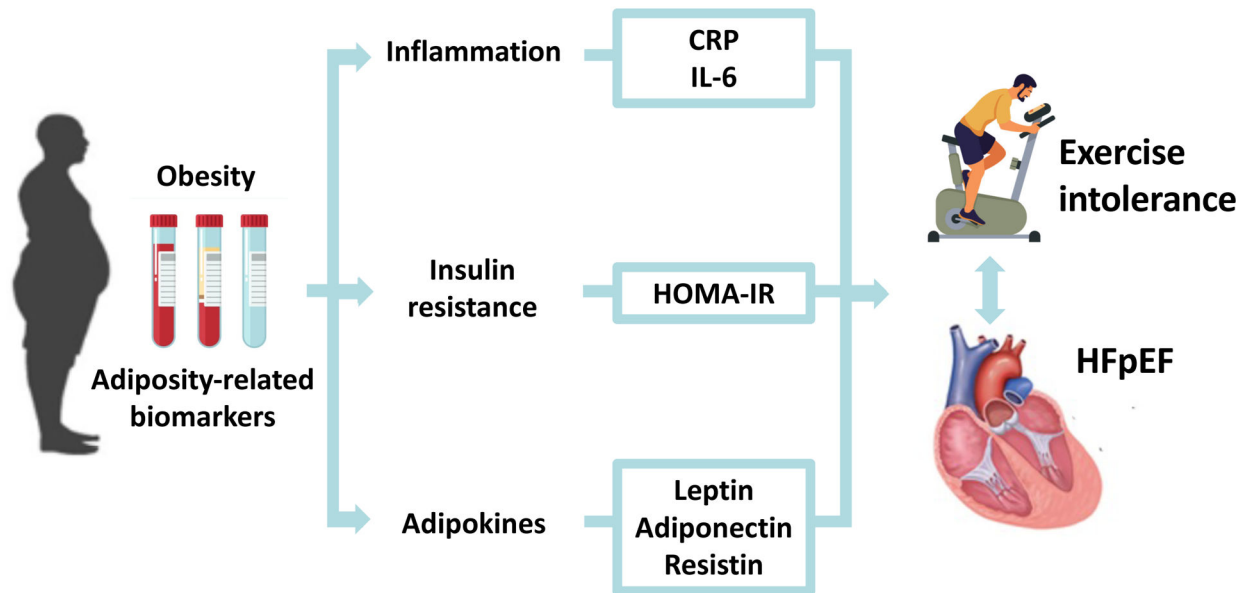 Obesity
Adiposity-related
biomarkers
Inflammation
CRP
IL-6
Insulin
resistance
HOMA-IR
Adipokines
Leptin
Adiponectin
Resistin
Exercise
intolerance
HFpEF